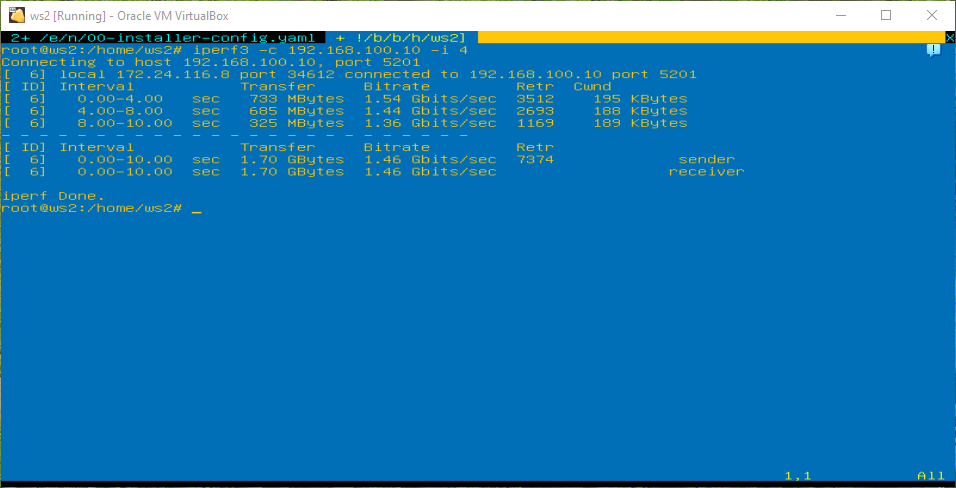 ws2 [Running] - Oracle VM VirtualBox
2+ /e/n/00-installer-config.yaml + !/b/b/h/ws2] X
root@ws2:/home/ws2# iperf3 -c 192.168.100.10 -i 4
Connecting to host 192.168.100.10, port 5201
[  6] local 172.24.116.8 port 34612 connected to 192.168.100.10 port 5201
[ ID] Interval           Transfer     Bitrate         Retr  Cwnd
[  6]   0.00-4.00   sec   733 MBytes  1.54 Gbits/sec  3512    195 KBytes
[  6]   4.00-8.00   sec   685 MBytes  1.44 Gbits/sec  2693    188 KBytes
[  6]   8.00-10.00  sec   325 MBytes  1.36 Gbits/sec  1169    189 KBytes
- - - - - - - - - - - - - - - - - - - - - - - - -
[ ID] Interval           Transfer     Bitrate         Retr
[  6]   0.00-10.00  sec  1.70 GBytes  1.46 Gbits/sec  7374             sender
[  6]   0.00-10.00  sec  1.70 GBytes  1.46 Gbits/sec                  receiver
iperf Done.
root@ws2:/home/ws2# _
1,1 All